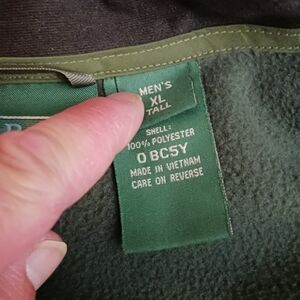 MEN'S
XL
TALL
SHELL:
100% POLYESTER
0 BC5Y
MADE IN VIETNAM
CARE ON REVERSE